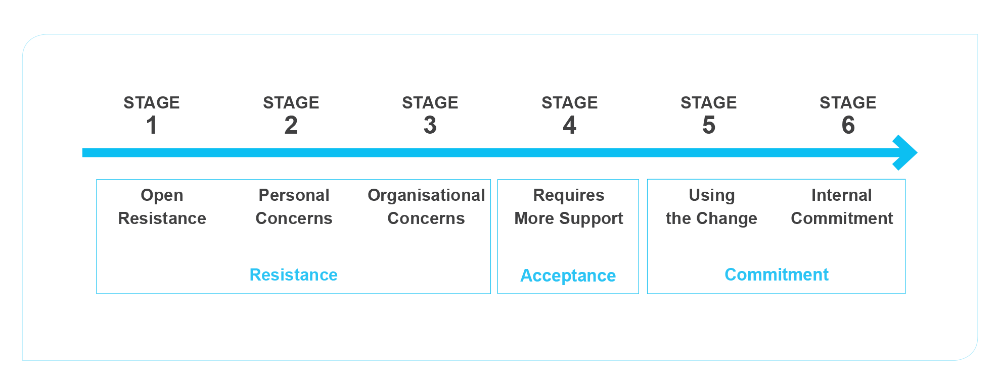 STAGE
1
STAGE
2
STAGE
3
STAGE
4
STAGE
5
STAGE
6
Open
Resistance
Personal
Concerns
Organisational
Concerns
Resistance
Requires
More Support
Acceptance
Using
the Change
Internal
Commitment
Commitment